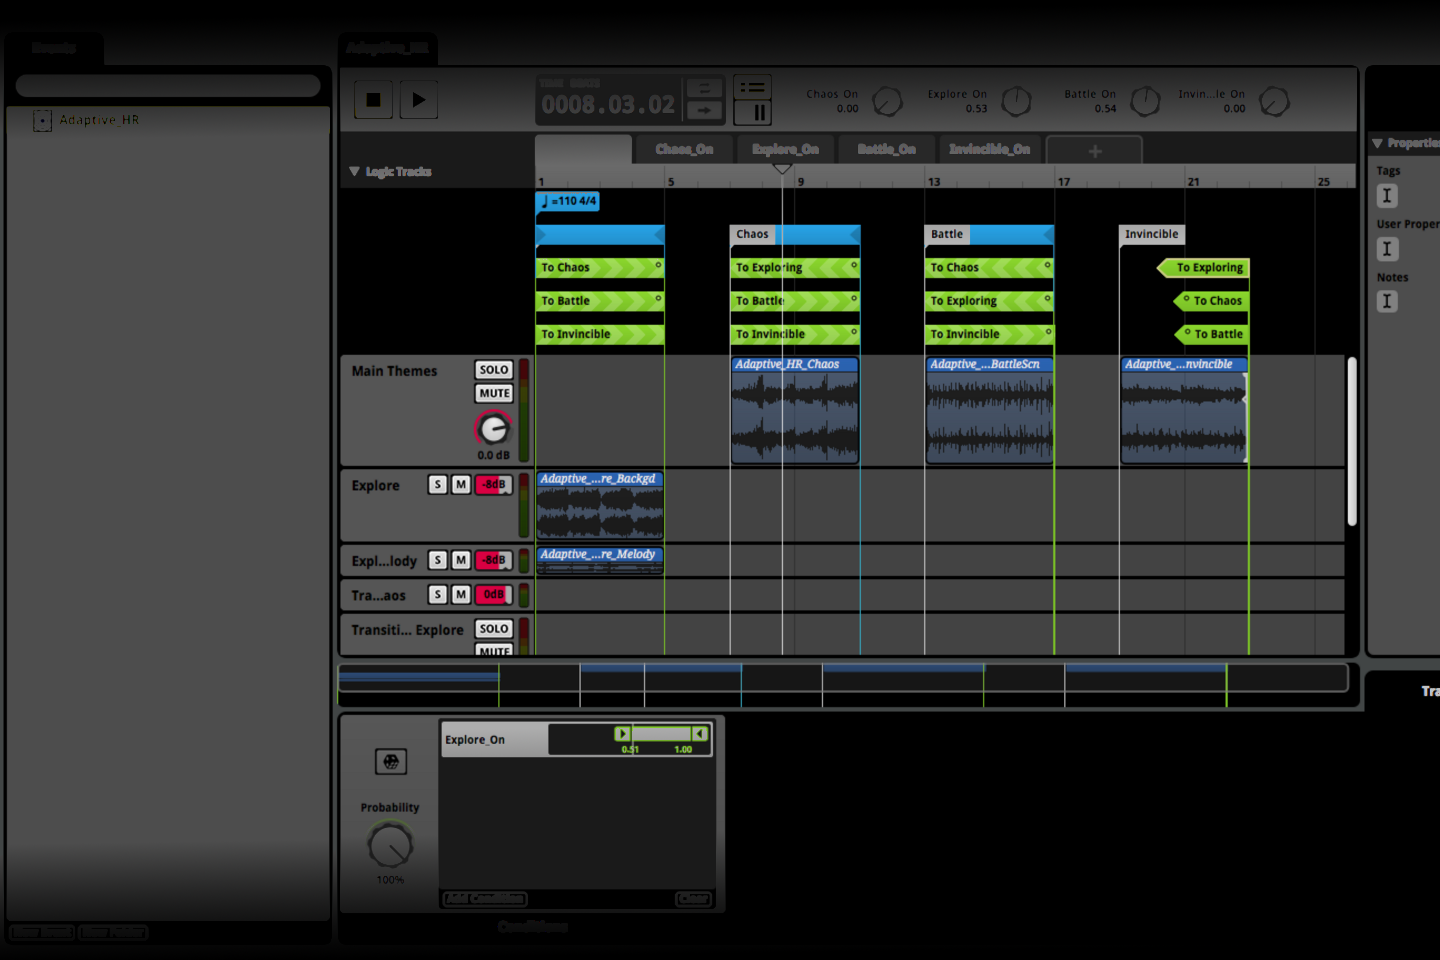 Events
Adaptive_HR
Adaptive_HR
TIME BEATS
0008.03.02
Chaos On
0.00
Explore On
0.53
Battle On
0.54
Invin...le On
0.00
Chaos_On
Explore_On
Battle_On
Invincible_On
+
Logic Tracks
1
5
9
13
17
21
25
=110 4/4
Chaos
Battle
Invincible
To Chaos
To Exploring
To Chaos
To Exploring
To Battle
To Battle
To Exploring
To Chaos
To Invincible
To Invincible
To Invincible
To Battle
Main Themes
SOLO
MUTE
0.0 dB
Adaptive_HR_Chaos
Adaptive_...BattleScn
Adaptive_...nvincible
Explore
S
M
-8dB
Adaptive_...re_Backgd
Expl...lody
S
M
-8dB
Adaptive_...re_Melody
Tra...aos
S
M
0dB
Transiti... Explore
SOLO
MUTE
Properties
Tags
User Proper
Notes
Tra
Explore_On
0.51
1.00
Probability
100%
Add Condition
Clear
Conditions
New Event
New Folder